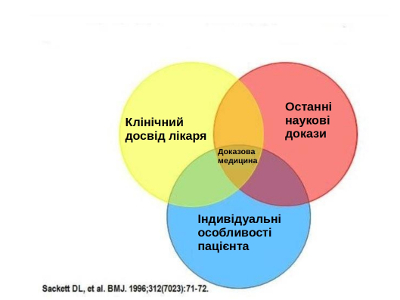 Клінічний
досвід лікаря
Останні
наукові
докази
Доказова
медицина
Індивідуальні
особливості
пацієнта
Sackett DL, et al. BMJ. 1996;312(7023):71-72.